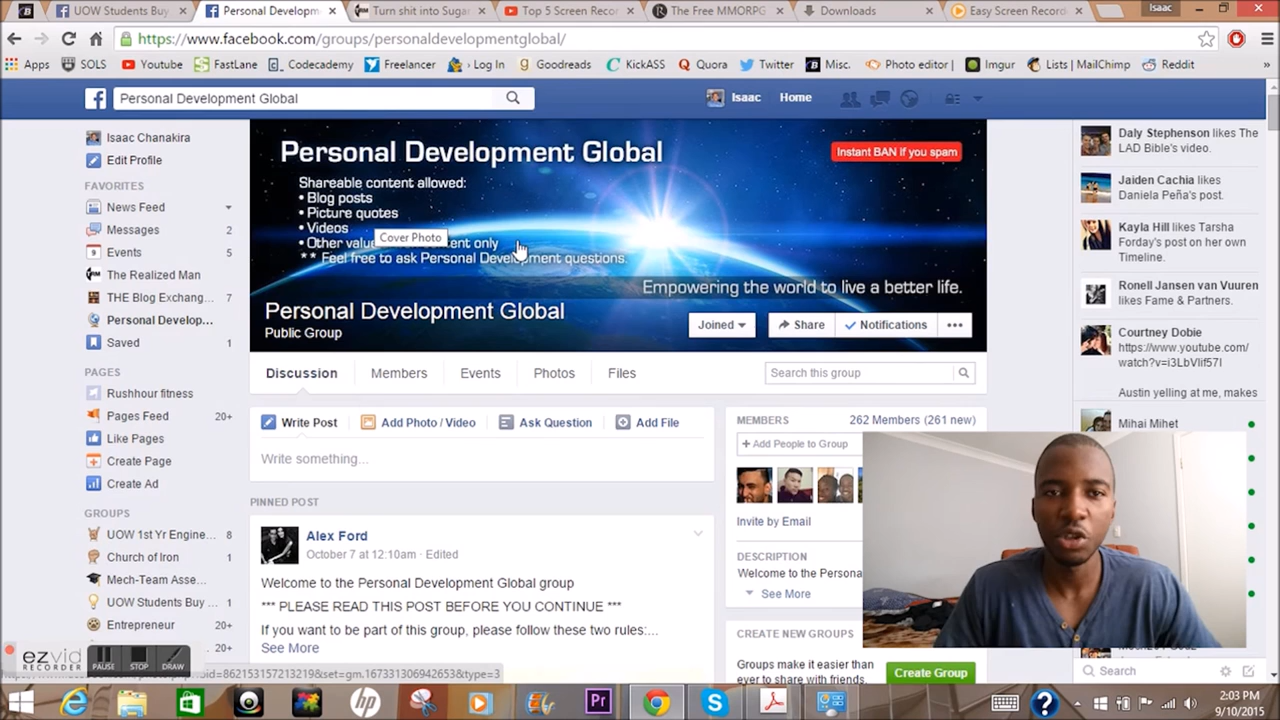 UOW Students Buy
Personal Developm
Turn shit into Sugar
Top 5 Screen Recor
The Free MMORPG
Downloads
Easy Screen Record
Isaac
https://www.facebook.com/groups/personaldevelopmentglobal/
Apps
SOLS
Youtube
FastLane
Codecademy
Freelancer
Log In
Goodreads
KickASS
Quora
Twitter
Misc.
Photo editor
Imgur
Lists | MailChimp
Reddit
»
Personal Development Global
Isaac
Home
Isaac Chanakira
Edit Profile
FAVORITES
News Feed
Messages 2
Events 5
The Realized Man
THE Blog Exchang... 7
Personal Develop...
Saved 1
PAGES
Rushhour fitness
Pages Feed 20+
Like Pages
Create Page
Create Ad
GROUPS
UOW 1st Yr Engine... 8
Church of Iron 1
Mech-Team Asse...
UOW Students Buy ... 1
Entrepreneur 20+
Personal Development Global
Instant BAN if you spam
Shareable content allowed:
• Blog posts
• Picture quotes
• Videos
Cover Photo
• Other value content only
** Feel free to ask Personal Development questions.
Empowering the world to live a better life.
Personal Development Global
Public Group
Joined
Share
Notifications
•••
Discussion
Members
Events
Photos
Files
Search this group
Write Post
Add Photo / Video
Ask Question
Add File
Write something...
PINNED POST
Alex Ford
October 7 at 12:10am · Edited
Welcome to the Personal Development Global group
*** PLEASE READ THIS POST BEFORE YOU CONTINUE ***
If you want to be part of this group, please follow these two rules:...
See More
MEMBERS
262 Members (261 new)
+ Add People to Group
Invite by Email
DESCRIPTION
Welcome to the Persona
See More
CREATE NEW GROUPS
Groups make it easier than
ever to share with friends.
Create Group
Daly Stephenson likes The
LAD Bible's video.
Jaiden Cachia likes
Daniela Peña's post.
Kayla Hill likes Tarsha
Forday's post on her own
Timeline.
Ronell Jansen van Vuuren
likes Fame & Partners.
Courtney Dobie
https://www.youtube.com/
watch?v=i3LbVlif57I
Austin yelling at me, makes
Mihai Mihet
Search
ezvid
RECORDER
PAUSE
STOP
DRAW
hp
Pr
2:03 PM
9/10/2015